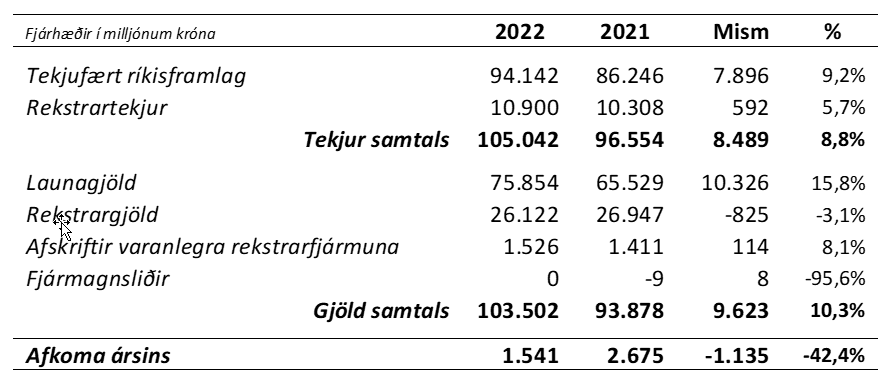 Fjárhæðir í milljónum króna 2022 2021 Mism %
Tekjufært ríkisframlag 94.142 86.246 7.896 9,2%
Rekstrartekjur 10.900 10.308 592 5,7%
Tekjur samtals 105.042 96.554 8.489 8,8%
Launagjöld 75.854 65.529 10.326 15,8%
Rekstrargjöld 26.122 26.947 -825 -3,1%
Afskriftir varanlegra rekstrarfjármuna 1.526 1.411 114 8,1%
Fjármagnsliðir 0 -9 8 -95,6%
Gjöld samtals 103.502 93.878 9.623 10,3%
Afkoma ársins 1.541 2.675 -1.135 -42,4%